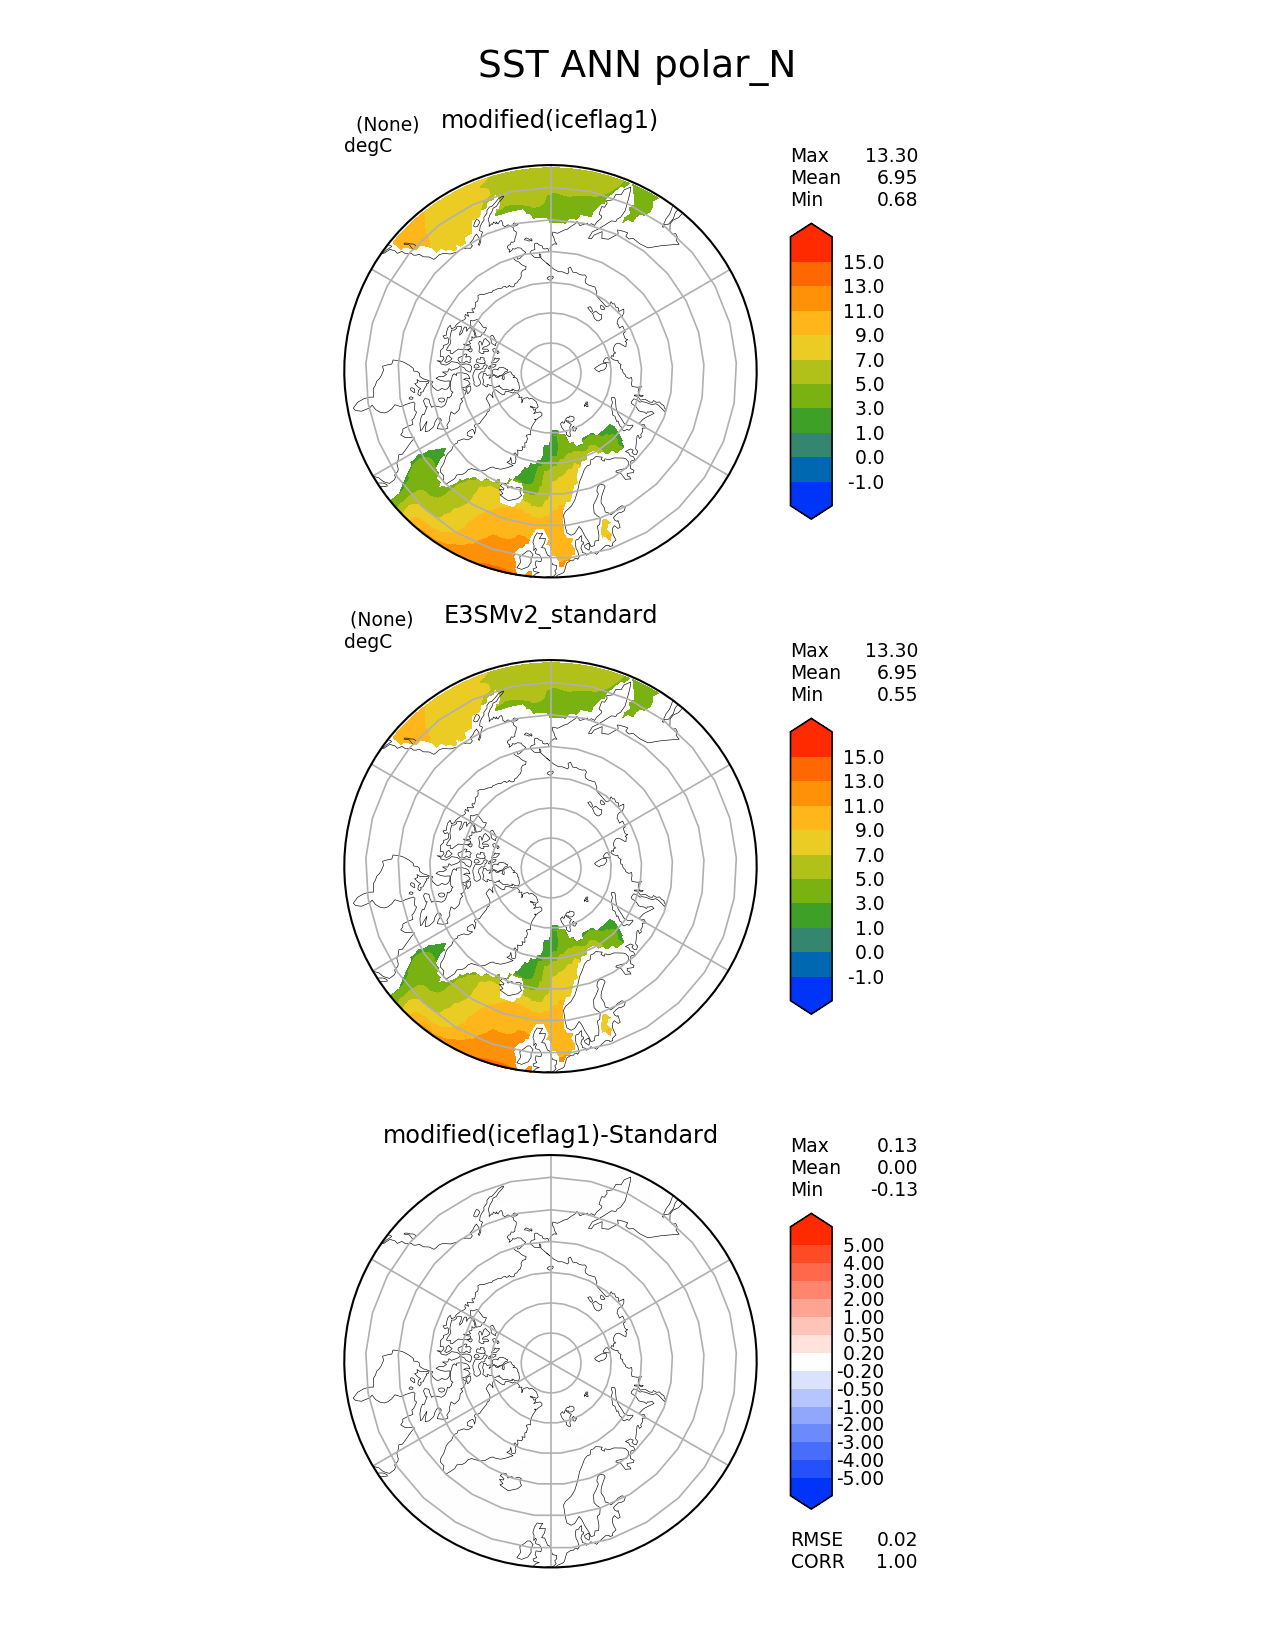 SST ANN polar_N
(None) modified(iceflag1)
degC
Max 13.30
Mean 6.95
Min 0.68
15.0
13.0
11.0
9.0
7.0
5.0
3.0
1.0
0.0
-1.0
(None) E3SMv2_standard
degC
Max 13.30
Mean 6.95
Min 0.55
15.0
13.0
11.0
9.0
7.0
5.0
3.0
1.0
0.0
-1.0
modified(iceflag1)-Standard
Max 0.13
Mean 0.00
Min -0.13
5.00
4.00
3.00
2.00
1.00
0.50
0.20
-0.20
-0.50
-1.00
-2.00
-3.00
-4.00
-5.00
RMSE 0.02
CORR 1.00